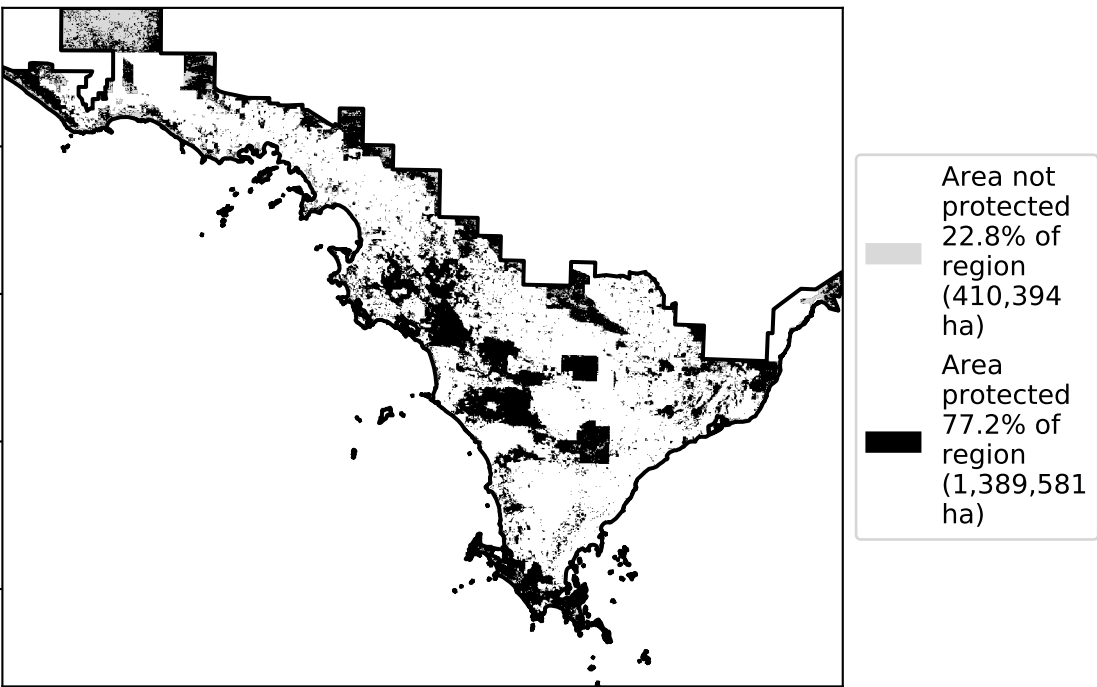 Area not
protected
22.8% of
region
(410,394
ha)
Area
protected
77.2% of
region
(1,389,581
ha)